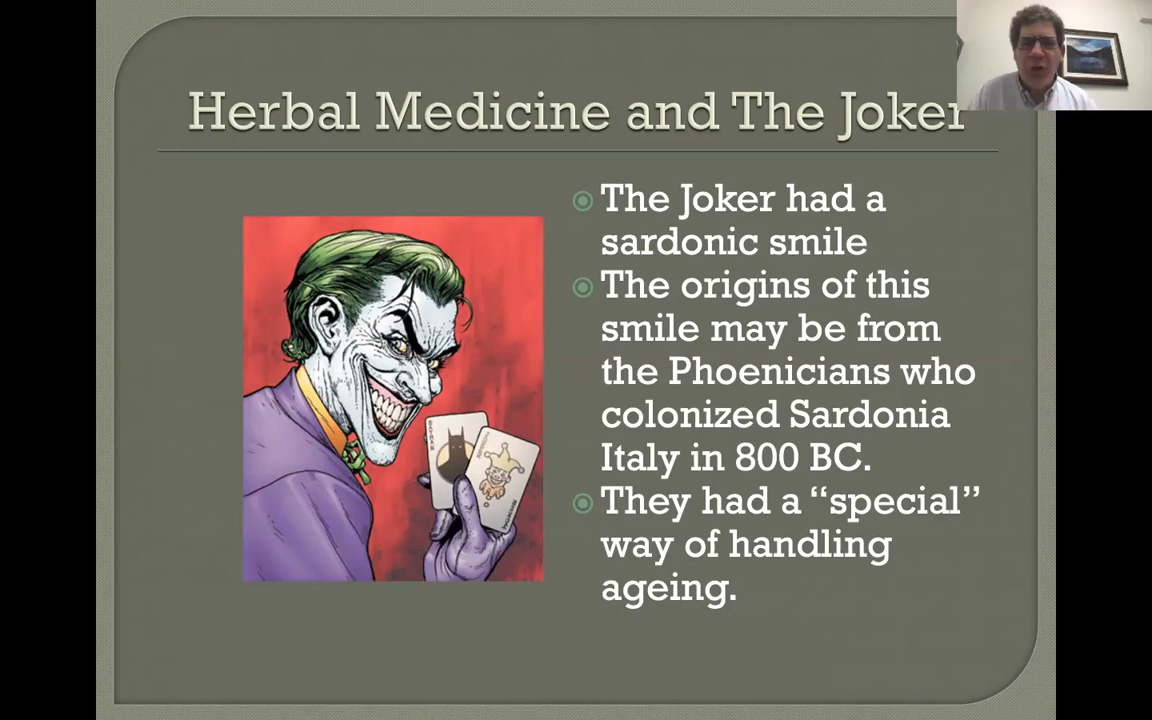 Herbal Medicine and The Joker
The Joker had a
sardonic smile
The origins of this
smile may be from
the Phoenicians who
colonized Sardonia
Italy in 800 BC.
They had a “special”
way of handling
ageing.